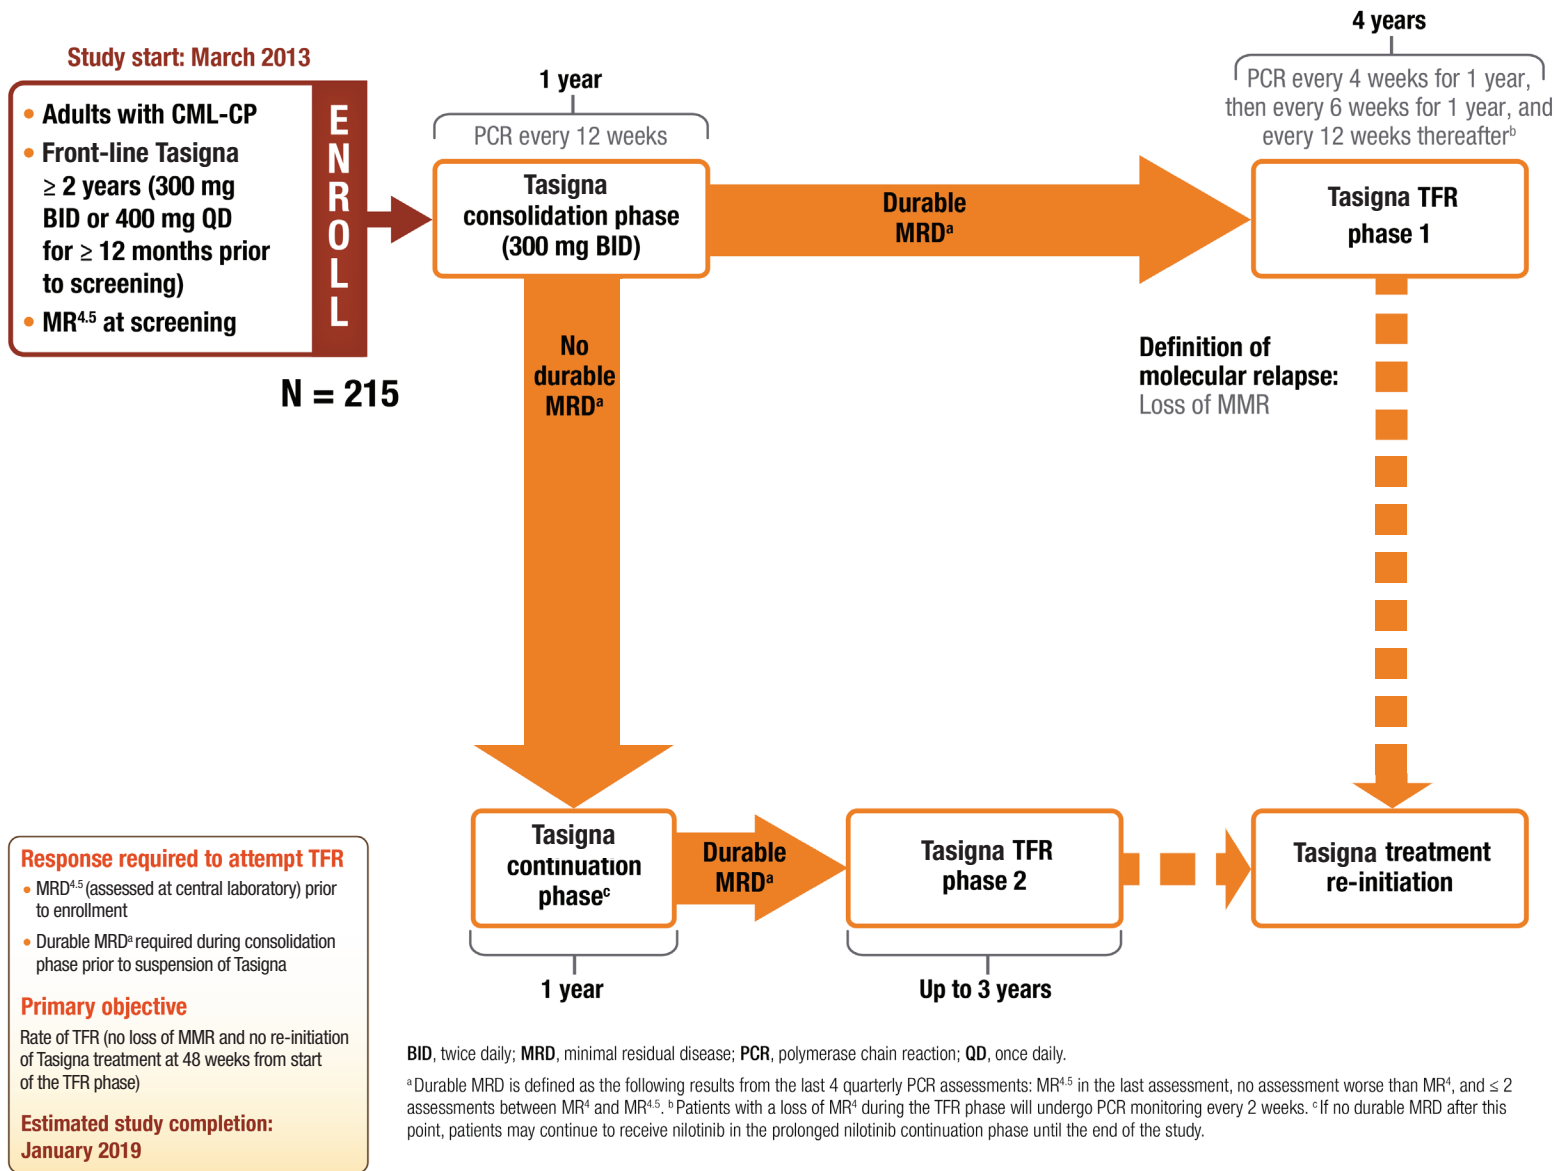 Study start: March 2013
• Adults with CML-CP
• Front-line Tasigna
≥ 2 years (300 mg
BID or 400 mg QD
for ≥ 12 months prior
to screening)
• MR4.5 at screening
ENROLL
N = 215
1 year
PCR every 12 weeks
Tasigna
consolidation phase
(300 mg BID)
Durable
MRDa
4 years
PCR every 4 weeks for 1 year,
then every 6 weeks for 1 year, and
every 12 weeks thereafterb
Tasigna TFR
phase 1
No
durable
MRDa
Definition of
molecular relapse:
Loss of MMR
Tasigna
continuation
phasec
1 year
Durable
MRDa
Tasigna TFR
phase 2
Up to 3 years
Tasigna treatment
re-initiation
Response required to attempt TFR
• MRD4.5 (assessed at central laboratory) prior
to enrollment
• Durable MRDa required during consolidation
phase prior to suspension of Tasigna
Primary objective
Rate of TFR (no loss of MMR and no re-initiation
of Tasigna treatment at 48 weeks from start
of the TFR phase)
Estimated study completion:
January 2019
BID, twice daily; MRD, minimal residual disease; PCR, polymerase chain reaction; QD, once daily.
a Durable MRD is defined as the following results from the last 4 quarterly PCR assessments: MR4.5 in the last assessment, no assessment worse than MR4, and ≤ 2
assessments between MR4 and MR4.5. b Patients with a loss of MR4 during the TFR phase will undergo PCR monitoring every 2 weeks. c If no durable MRD after this
point, patients may continue to receive nilotinib in the prolonged nilotinib continuation phase until the end of the study.